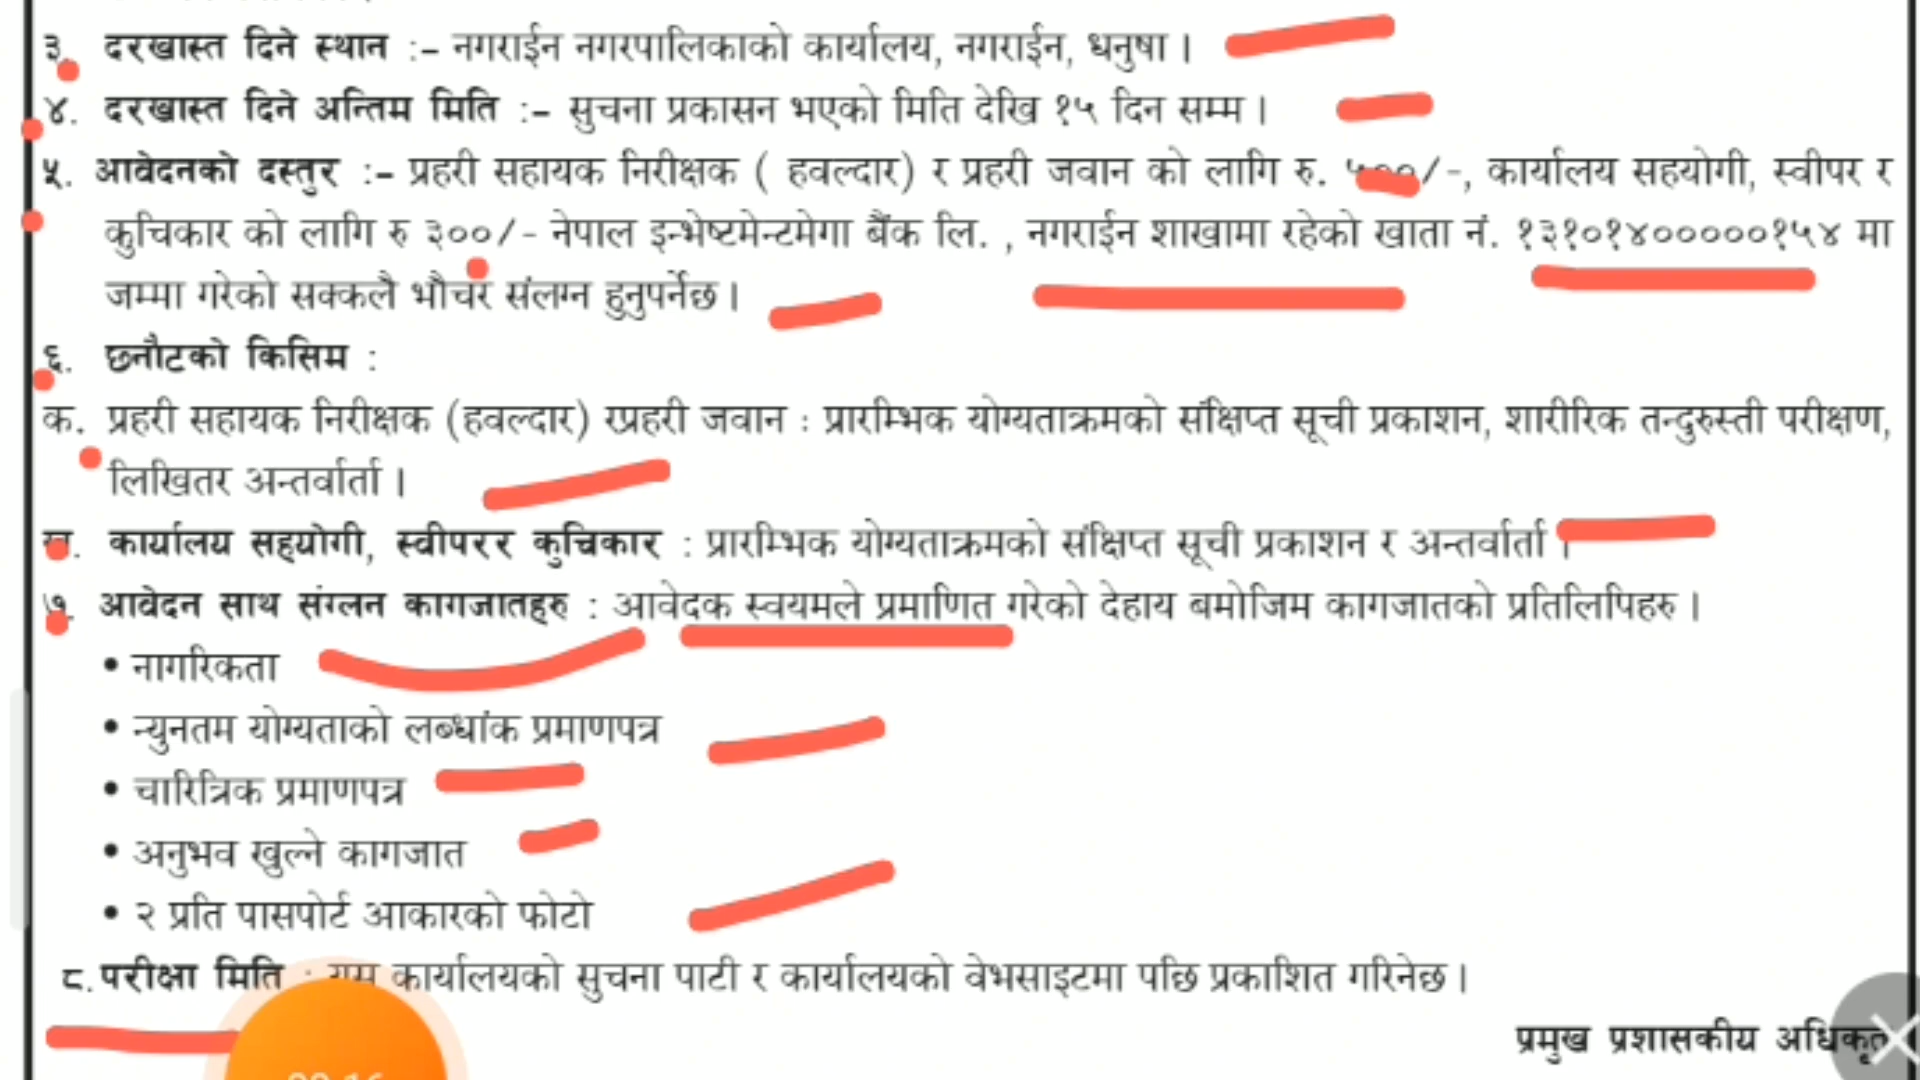 ३. दरखास्त दिने स्थान :– नगराईन नगरपालिकाको कार्यालय, नगराईन, धनुषा ।
४. दरखास्त दिने अन्तिम मिति :– सुचना प्रकासन भएको मिति देखि १५ दिन सम्म ।
५. आवेदनको दस्तुर :– प्रहरी सहायक निरीक्षक ( हवल्दार) र प्रहरी जवान को लागि रु. ५००/-, कार्यालय सहयोगी, स्वीपर र
कुचिकार को लागि रु ३००/- नेपाल इन्भेष्टमेन्टमेगा बैंक लि. , नगराईन शाखामा रहेको खाता नं. १३१०१४०००००१५४ मा
जम्मा गरेको सक्कलै भौचर संलग्न हुनुपर्नेछ ।
६. छनौटको किसिम :
क. प्रहरी सहायक निरीक्षक (हवल्दार) रप्रहरी जवान : प्रारम्भिक योग्यताक्रमको संक्षिप्त सूची प्रकाशन, शारीरिक तन्दुरुस्ती परीक्षण,
लिखितर अन्तर्वार्ता ।
ख. कार्यालय सहयोगी, स्वीपरर कुचिकार : प्रारम्भिक योग्यताक्रमको संक्षिप्त सूची प्रकाशन र अन्तर्वार्ता ।
७. आवेदन साथ संग्लन कागजातहरु : आवेदक स्वयमले प्रमाणित गरेको देहाय बमोजिम कागजातको प्रतिलिपिहरु ।
• नागरिकता
• न्युनतम योग्यताको लब्धांक प्रमाणपत्र
• चारित्रिक प्रमाणपत्र
• अनुभव खुल्ने कागजात
• २ प्रति पासपोर्ट आकारको फोटो
८. परीक्षा मिति : यस कार्यालयको सुचना पाटी र कार्यालयको वेभसाइटमा पछि प्रकाशित गरिनेछ ।
प्रमुख प्रशासकीय अधिकृत